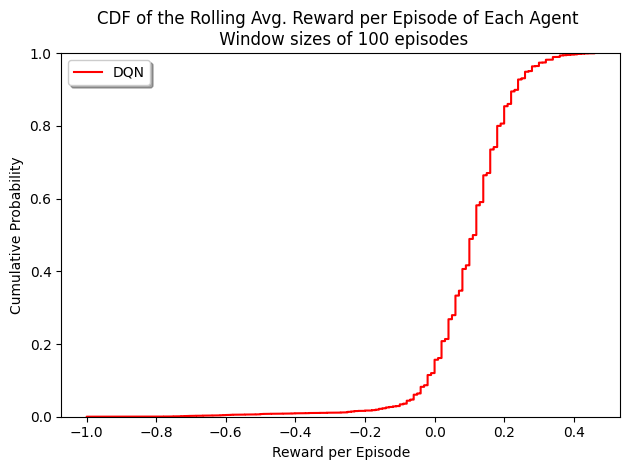 CDF of the Rolling Avg. Reward per Episode of Each Agent
Window sizes of 100 episodes
DQN
Cumulative Probability
1.0
0.8
0.6
0.4
0.2
0.0
−1.0 −0.8 −0.6 −0.4 −0.2 0.0 0.2 0.4
Reward per Episode